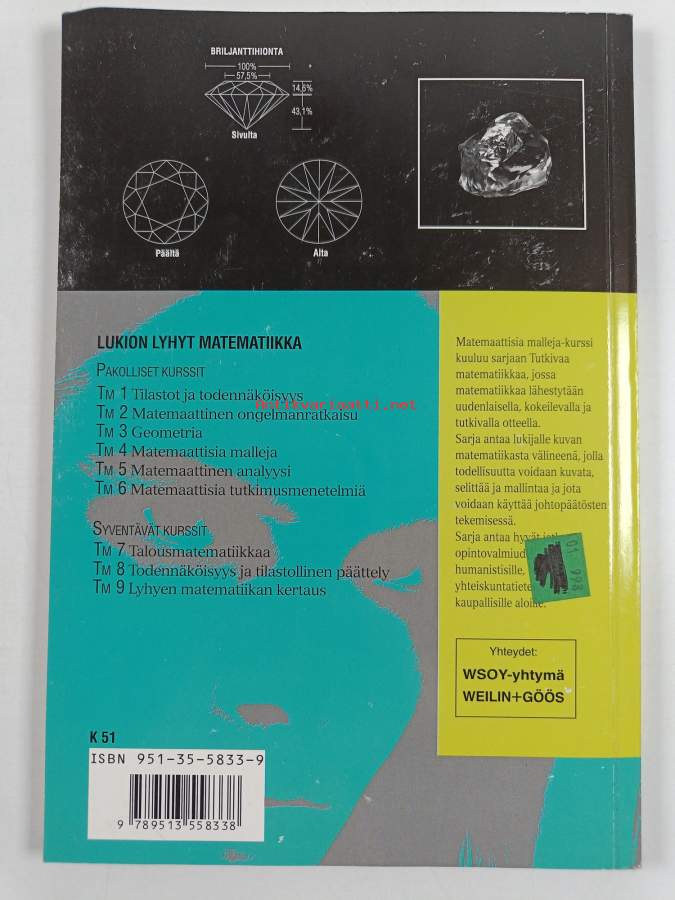 BRILJANTTIHIONTA
100%
57,5%
14,6%
43,1%
Sivulta
Päältä
Alta
LUKION LYHYT MATEMATIIKKA
PAKOLLISET KURSSIT
TM 1 Tilastot ja todennäköisyys
TM 2 Matemaattinen ongelmanratkaisu
TM 3 Geometria
TM 4 Matemaattisia malleja
TM 5 Matemaattinen analyysi
TM 6 Matemaattisia tutkimusmenetelmiä
SYVENTÄVÄT KURSSIT
TM 7 Talousmatematiikkaa
TM 8 Todennäköisyys ja tilastollinen päättely
TM 9 Lyhyen matematiikan kertaus
Antikvariaatti.net
Matemaattisia malleja-kurssi
kuuluu sarjaan Tutkivaa
matematiikkaa, jossa
matematiikkaa lähestytään
uudenlaisella, kokeilevalla ja
tutkivalla otteella.
Sarja antaa lukijalle kuvan
matematiikasta välineenä, jolla
todellisuutta voidaan kuvata,
selittää ja mallintaa ja jota
voidaan käyttää johtopäätösten
tekemisessä.
Sarja antaa hyvät
opintovalmiud
humanistisille,
yhteiskuntatiete
kaupallisille aloille.
01 998
Yhteydet:
WSOY-yhtymä
WEILIN+GÖÖS
K 51
ISBN 951-35-5833-9
9 789513 558338